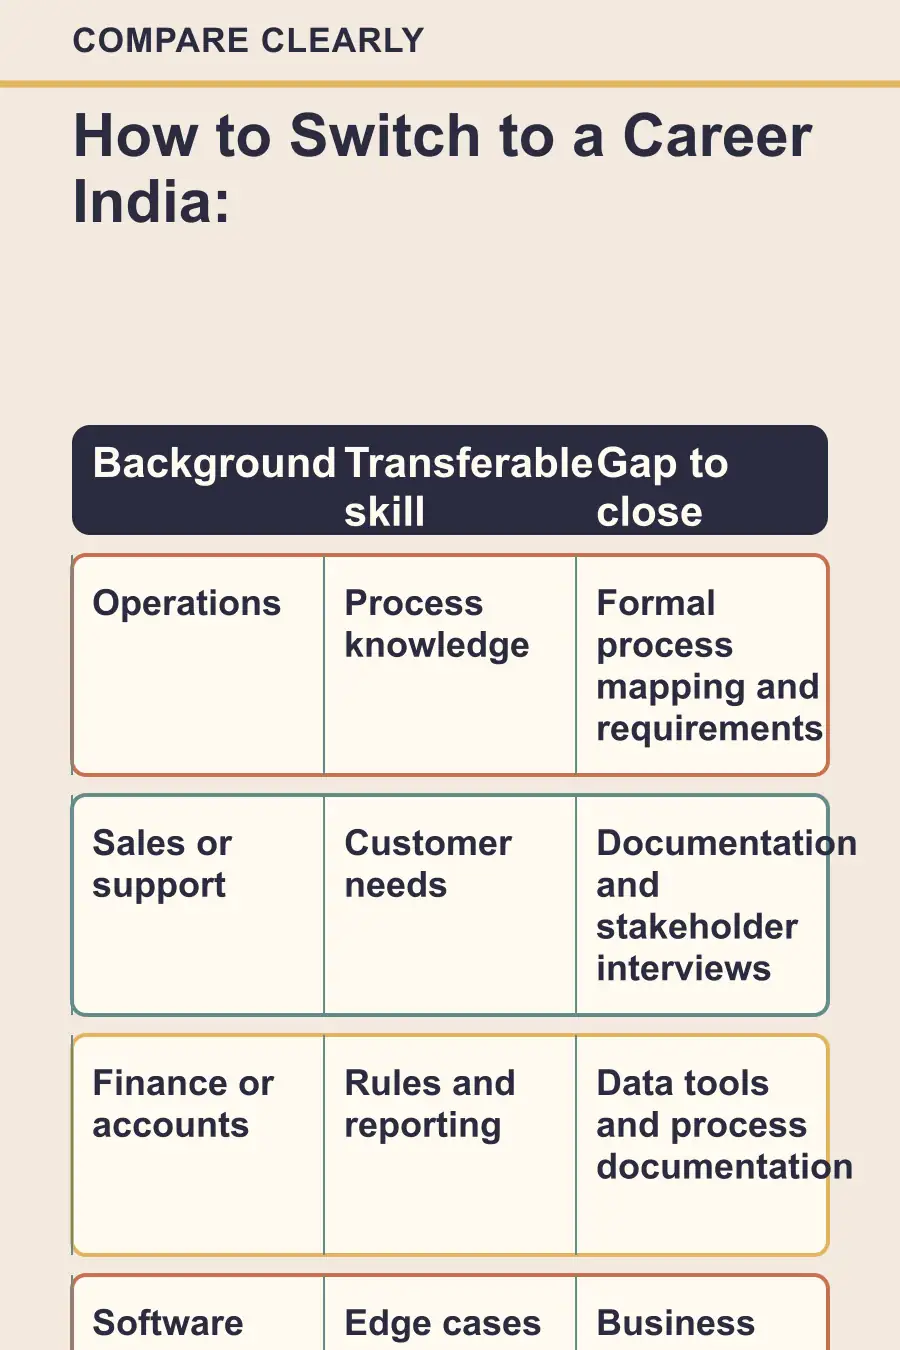 COMPARE CLEARLY
How to Switch to a Career
India:
Background Transferable Gap to
skill close
Operations Process Formal
knowledge process
mapping and
requirements
Sales or Customer Documentation
support needs and
stakeholder
interviews
Finance or Rules and Data tools
accounts reporting and process
documentation
Software Edge cases Business